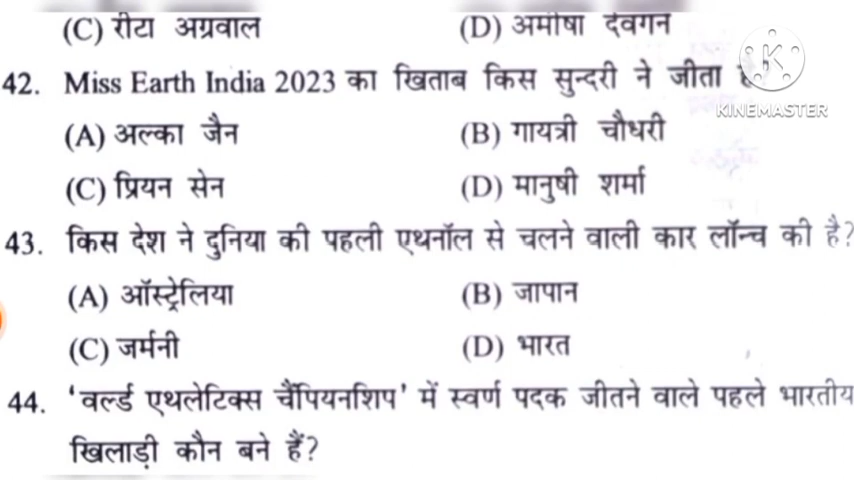 (C) रीटा अग्रवाल (D) अमीषा देवगन
42. Miss Earth India 2023 का खिताब किस सुन्दरी ने जीता है?
KINEMASTER
(A) अल्का जैन (B) गायत्री चौधरी
(C) प्रियन सेन (D) मानुषी शर्मा
43. किस देश ने दुनिया की पहली एथनॉल से चलने वाली कार लॉन्च की है?
(A) ऑस्ट्रेलिया (B) जापान
(C) जर्मनी (D) भारत
44. 'वर्ल्ड एथलेटिक्स चैंपियनशिप' में स्वर्ण पदक जीतने वाले पहले भारतीय
खिलाड़ी कौन बने हैं?